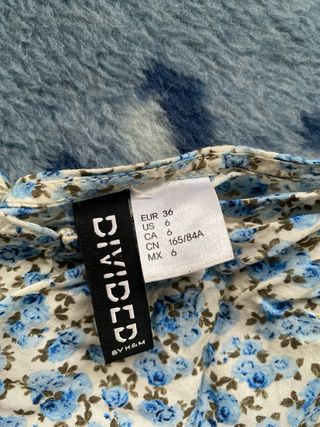 DIVIDED
BY H&M
EUR 36
US 6
CA 6
CN 165/84A
MX 6